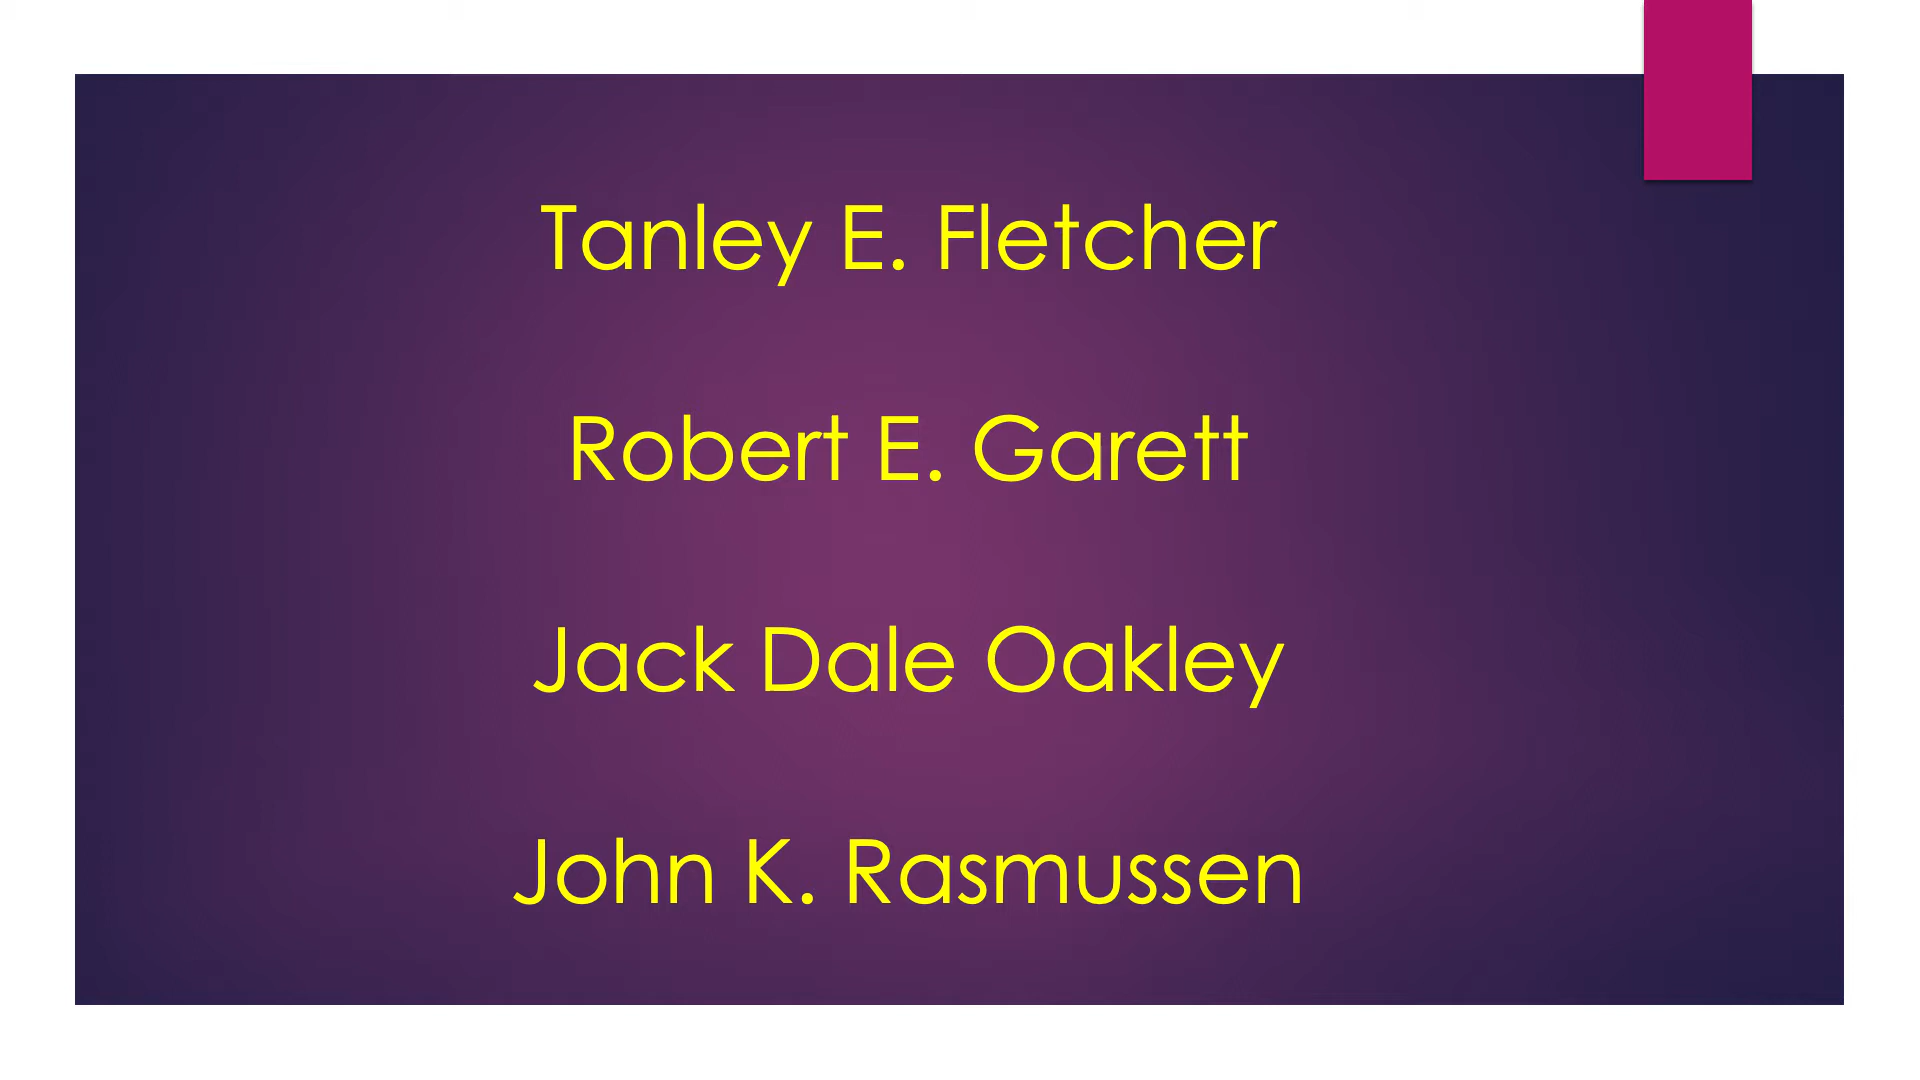 Tanley E. Fletcher
Robert E. Garett
Jack Dale Oakley
John K. Rasmussen